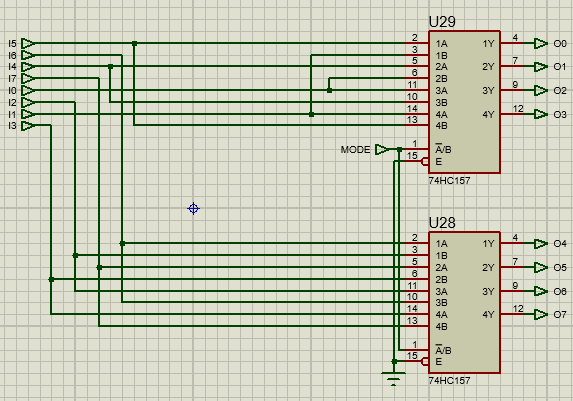 U29
I5 2 1A 1Y 4 O0
I6 3 1B
I4 5 2A 2Y 7 O1
I7 6 2B
I0 11 3A 3Y 9 O2
I2 10 3B
I1 14 4A 4Y 12 O3
I3 13 4B
MODE 1 A/B
15 E
74HC157
U28
2 1A 1Y 4 O4
3 1B
5 2A 2Y 7 O5
6 2B
11 3A 3Y 9 O6
10 3B
14 4A 4Y 12 O7
13 4B
1 A/B
15 E
74HC157